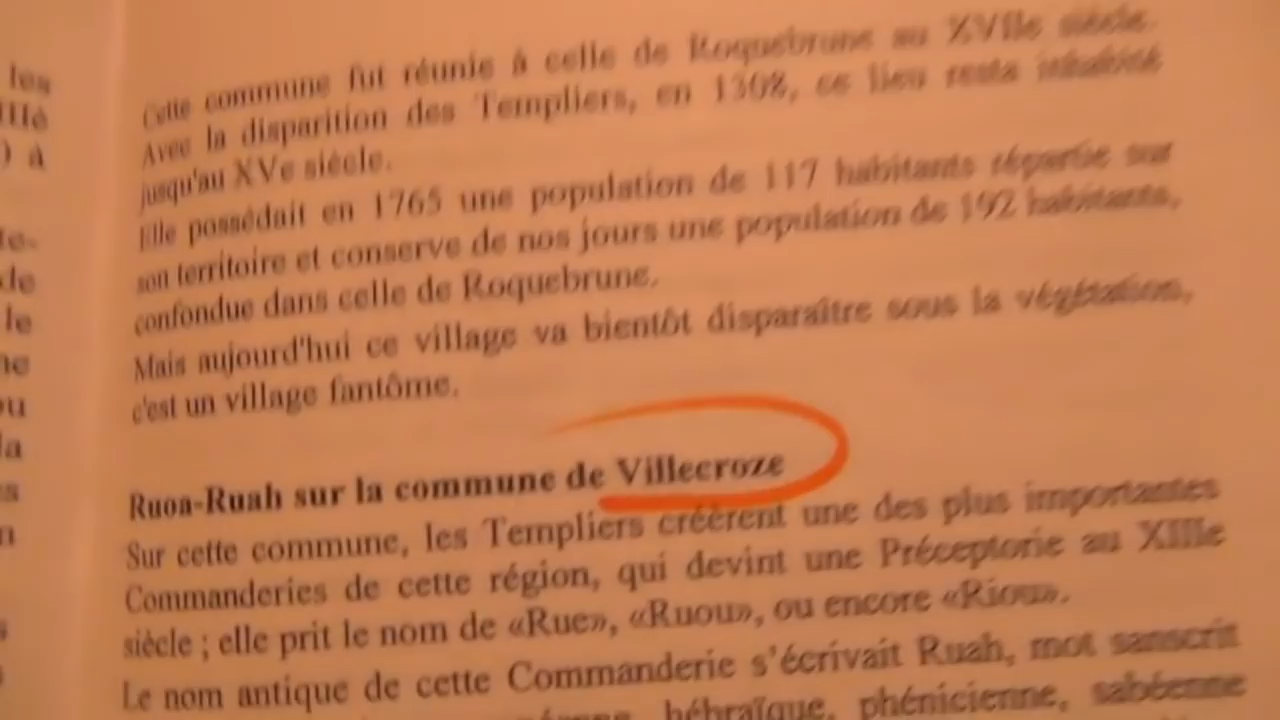 les
Cette commune fut réunie à celle de Roquebrune au XVIIe siècle.
Avec la disparition des Templiers, en 1308, ce lieu resta inhabité
à
jusqu'au XVe siècle.
Elle possédait en 1765 une population de 117 habitants répartie sur
son territoire et conserve de nos jours une population de 192 habitants,
confondue dans celle de Roquebrune.
le
Mais aujourd'hui ce village va bientôt disparaître sous la végétation,
c'est un village fantôme.
Ruoa-Ruah sur la commune de Villecroze
Sur cette commune, les Templiers créèrent une des plus importantes
Commanderies de cette région, qui devint une Préceptorie au XIIIe
siècle ; elle prit le nom de «Rue», «Ruou», ou encore «Riou».
Le nom antique de cette Commanderie s'écrivait Ruah, mot sanscrit
hébraïque, phénicienne, sabéenne